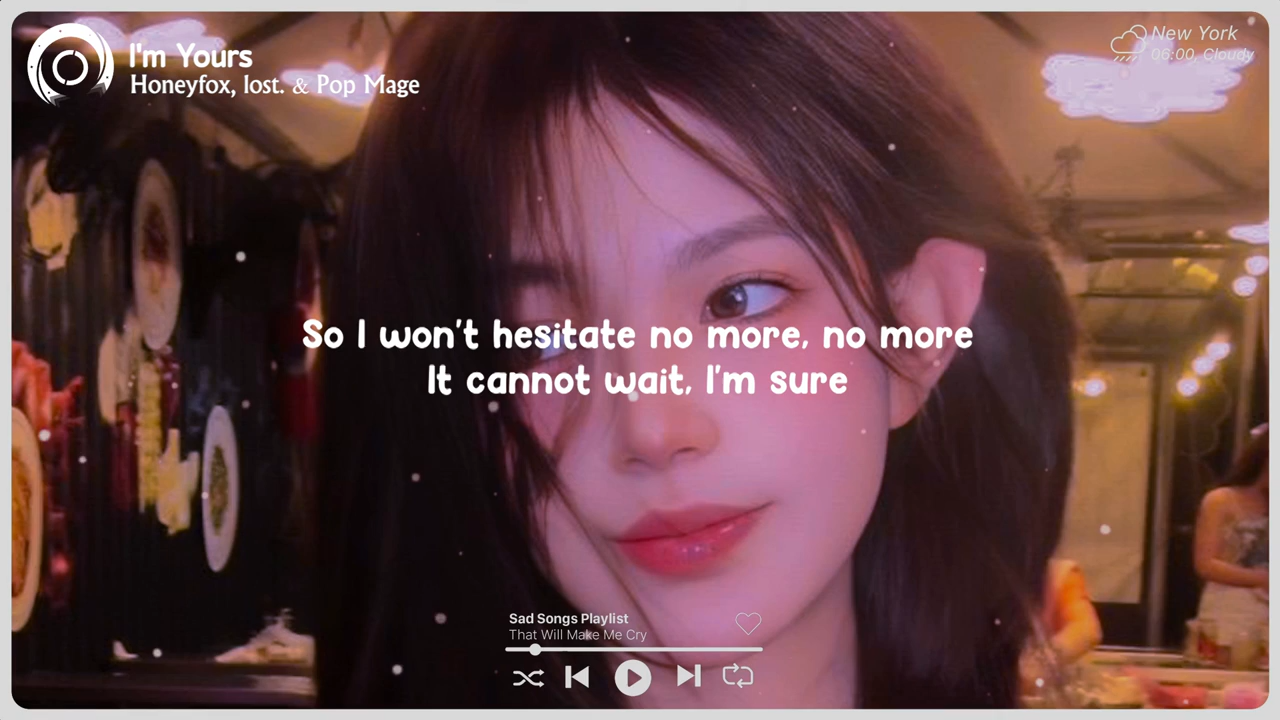 I'm Yours
Honeyfox, lost. & Pop Mage
New York
06:00, Cloudy
So I won't hesitate no more, no more
It cannot wait, I'm sure
Sad Songs Playlist
That Will Make Me Cry